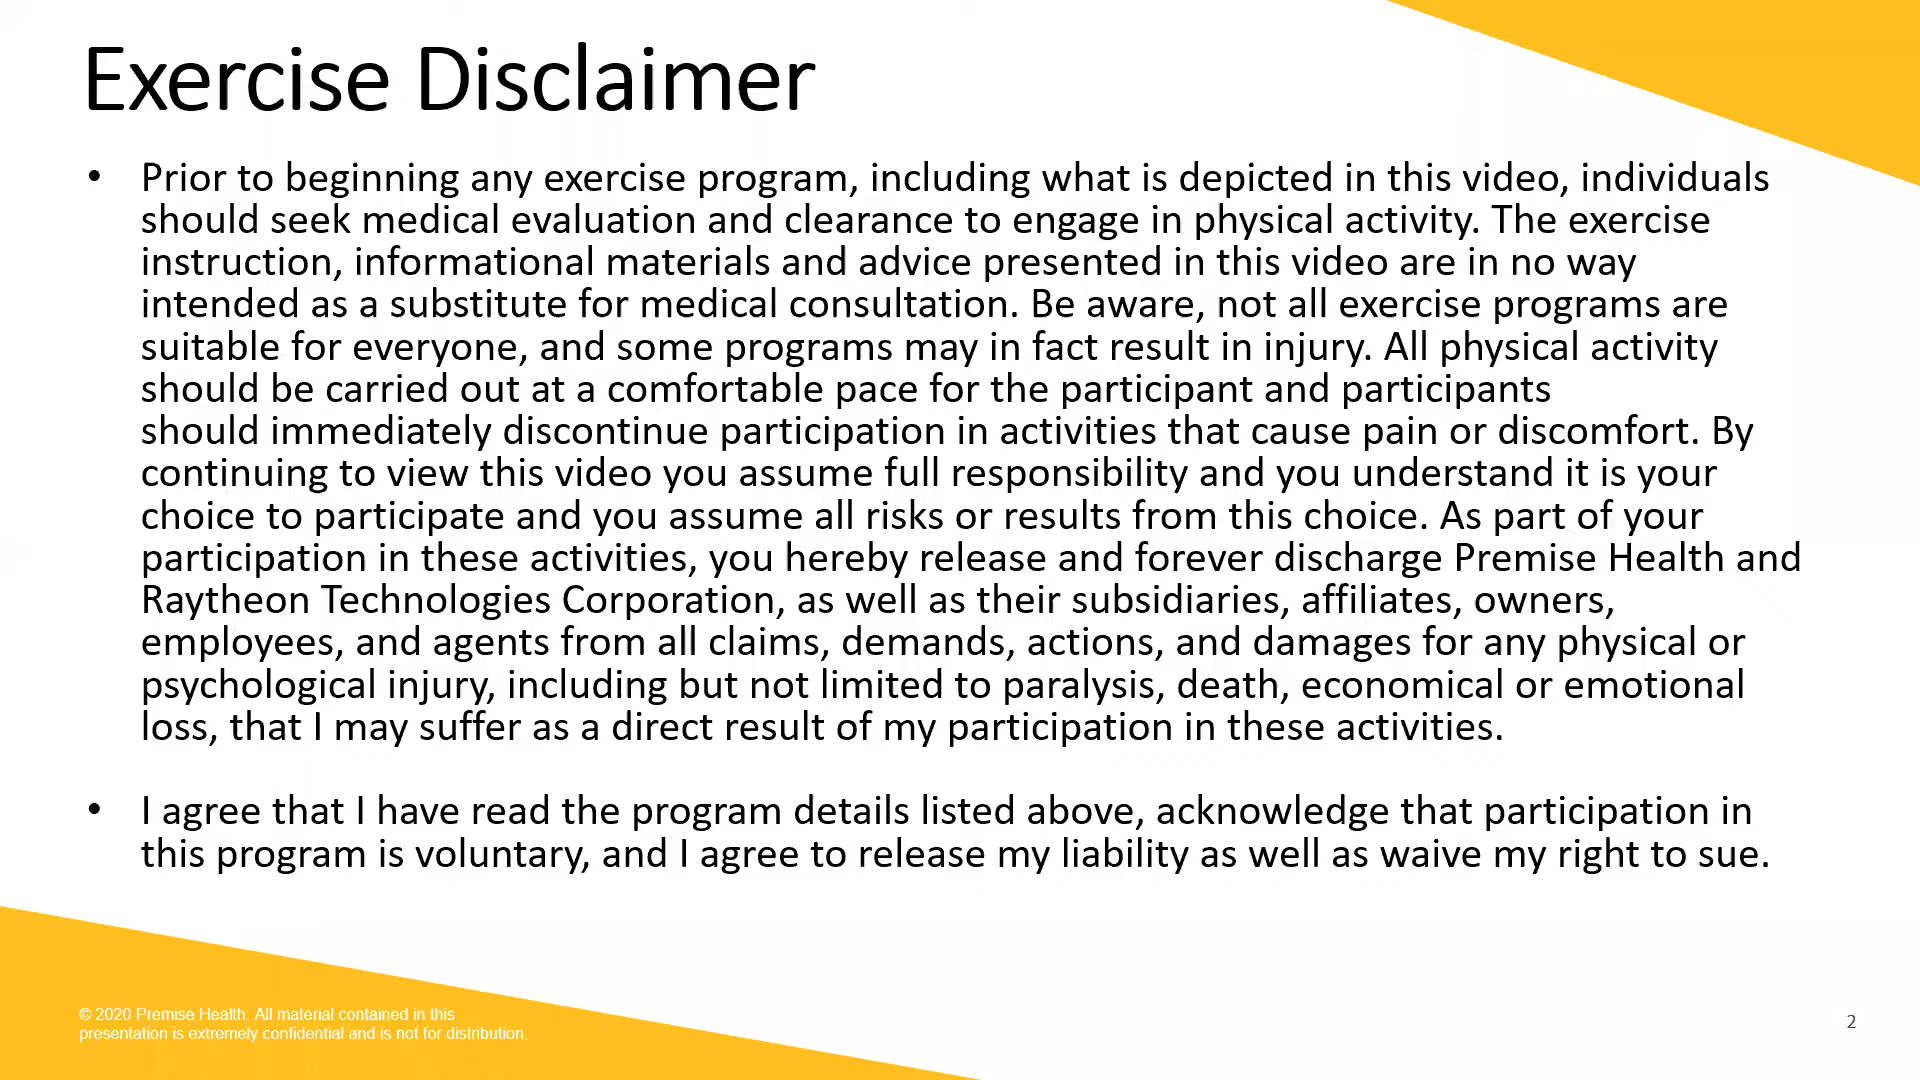 Exercise Disclaimer
• Prior to beginning any exercise program, including what is depicted in this video, individuals
should seek medical evaluation and clearance to engage in physical activity. The exercise
instruction, informational materials and advice presented in this video are in no way
intended as a substitute for medical consultation. Be aware, not all exercise programs are
suitable for everyone, and some programs may in fact result in injury. All physical activity
should be carried out at a comfortable pace for the participant and participants
should immediately discontinue participation in activities that cause pain or discomfort. By
continuing to view this video you assume full responsibility and you understand it is your
choice to participate and you assume all risks or results from this choice. As part of your
participation in these activities, you hereby release and forever discharge Premise Health and
Raytheon Technologies Corporation, as well as their subsidiaries, affiliates, owners,
employees, and agents from all claims, demands, actions, and damages for any physical or
psychological injury, including but not limited to paralysis, death, economical or emotional
loss, that I may suffer as a direct result of my participation in these activities.
• I agree that I have read the program details listed above, acknowledge that participation in
this program is voluntary, and I agree to release my liability as well as waive my right to sue.
© 2020 Premise Health. All material contained in this
presentation is extremely confidential and is not for distribution.
2